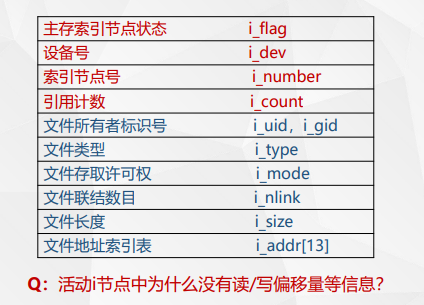 主存索引节点状态 i_flag
设备号 i_dev
索引节点号 i_number
引用计数 i_count
文件所有者标识号 i_uid，i_gid
文件类型 i_type
文件存取许可权 i_mode
文件联结数目 i_nlink
文件长度 i_size
文件地址索引表 i_addr[13]
Q：活动i节点中为什么没有读/写偏移量等信息？